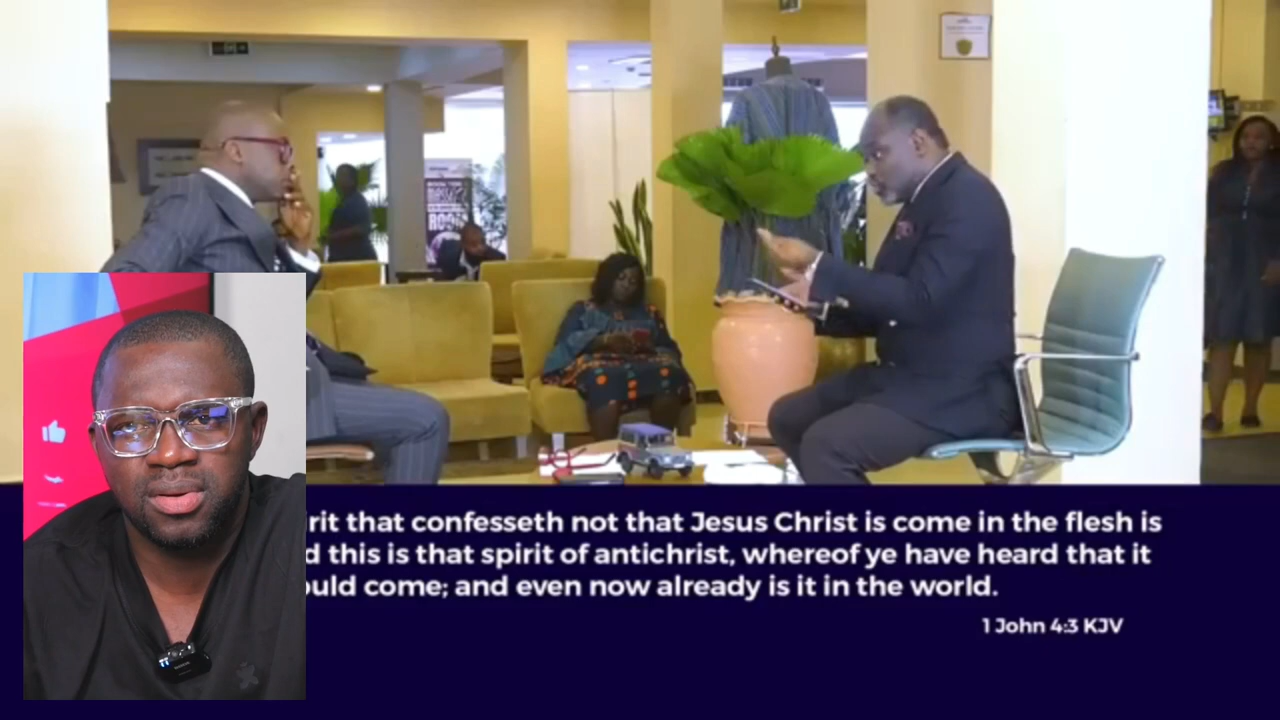 rit that confesseth not that Jesus Christ is come in the flesh is
d this is that spirit of antichrist, whereof ye have heard that it
ould come; and even now already is it in the world.
1 John 4:3 KJV